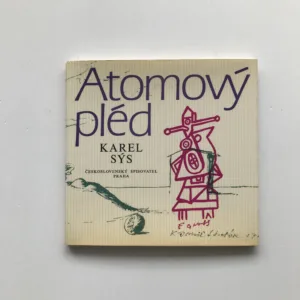 Atomový
pléd
KAREL
SÝS
ČESKOSLOVENSKÝ SPISOVATEL
PRAHA